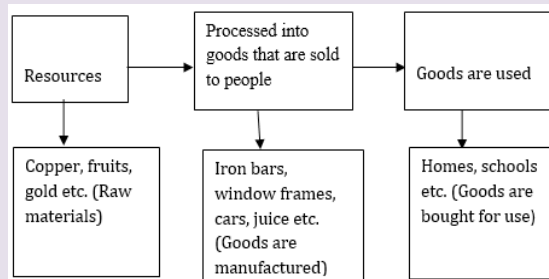 Resources
Processed into
goods that are sold
to people
Goods are used
Copper, fruits,
gold etc. (Raw
materials)
Iron bars,
window frames,
cars, juice etc.
(Goods are
manufactured)
Homes, schools
etc. (Goods are
bought for use)